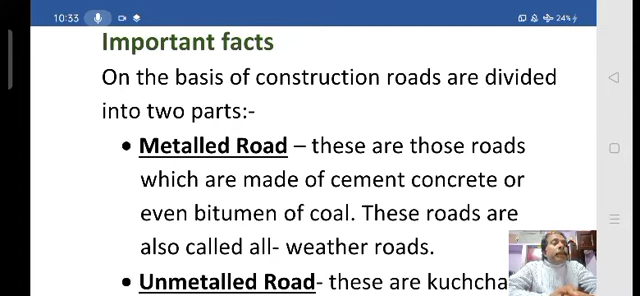 10:33
24%
Important facts
On the basis of construction roads are divided
into two parts:-
• Metalled Road – these are those roads
which are made of cement concrete or
even bitumen of coal. These roads are
also called all- weather roads.
• Unmetalled Road- these are kuchcha